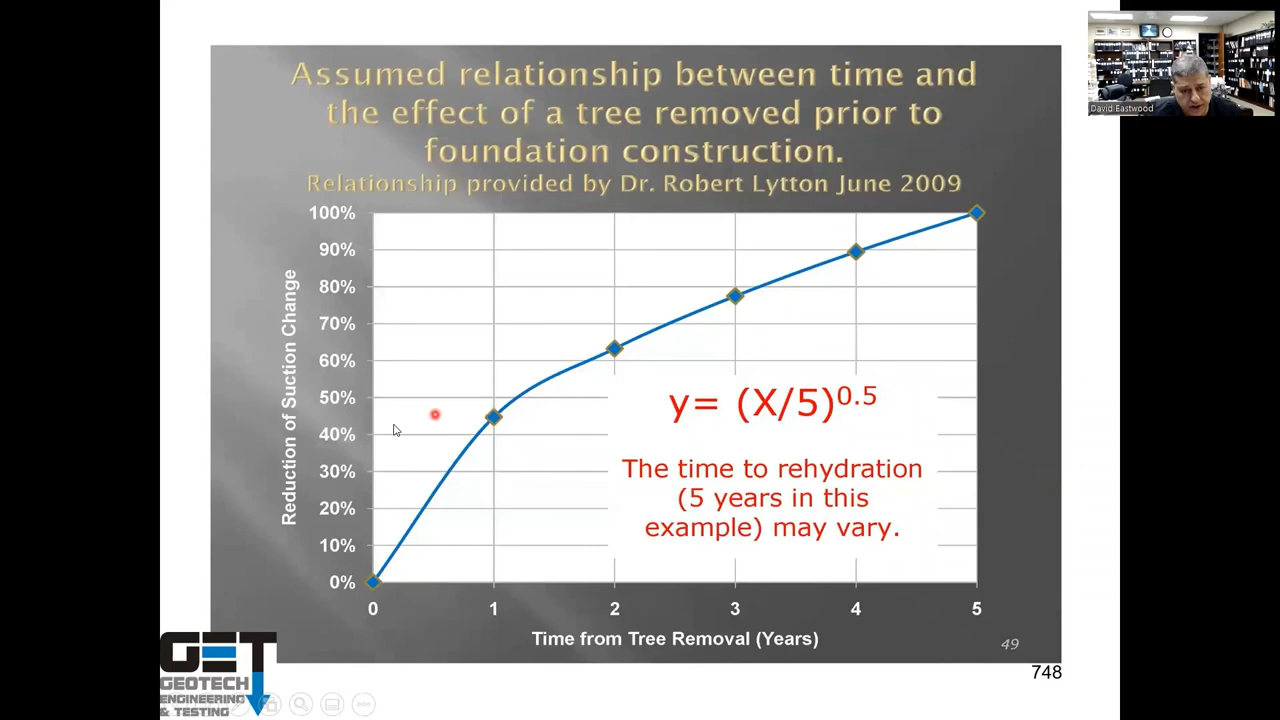 David Eastwood
Assumed relationship between time and
the effect of a tree removed prior to
foundation construction.
Relationship provided by Dr. Robert Lytton June 2009
100%
90%
80%
70%
60%
50%
40%
30%
20%
10%
0%
Reduction of Suction Change
y= (X/5)^0.5
The time to rehydration
(5 years in this
example) may vary.
0 1 2 3 4 5
Time from Tree Removal (Years)
49
748
GET
GEOTECH
ENGINEERING
& TESTING